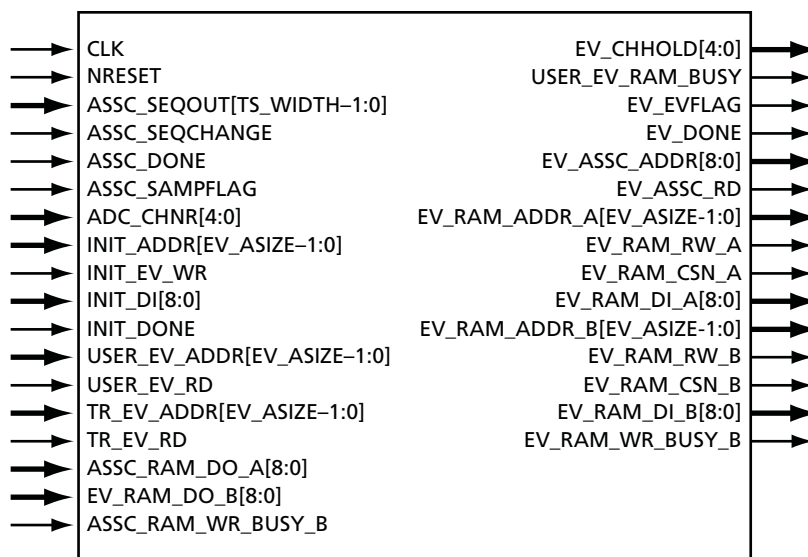 CLK
NRESET
ASSC_SEQOUT[TS_WIDTH–1:0]
ASSC_SEQCHANGE
ASSC_DONE
ASSC_SAMPFLAG
ADC_CHNR[4:0]
INIT_ADDR[EV_ASIZE–1:0]
INIT_EV_WR
INIT_DI[8:0]
INIT_DONE
USER_EV_ADDR[EV_ASIZE–1:0]
USER_EV_RD
TR_EV_ADDR[EV_ASIZE–1:0]
TR_EV_RD
ASSC_RAM_DO_A[8:0]
EV_RAM_DO_B[8:0]
ASSC_RAM_WR_BUSY_B
EV_CHHOLD[4:0]
USER_EV_RAM_BUSY
EV_EVFLAG
EV_DONE
EV_ASSC_ADDR[8:0]
EV_ASSC_RD
EV_RAM_ADDR_A[EV_ASIZE-1:0]
EV_RAM_RW_A
EV_RAM_CSN_A
EV_RAM_DI_A[8:0]
EV_RAM_ADDR_B[EV_ASIZE-1:0]
EV_RAM_RW_B
EV_RAM_CSN_B
EV_RAM_DI_B[8:0]
EV_RAM_WR_BUSY_B